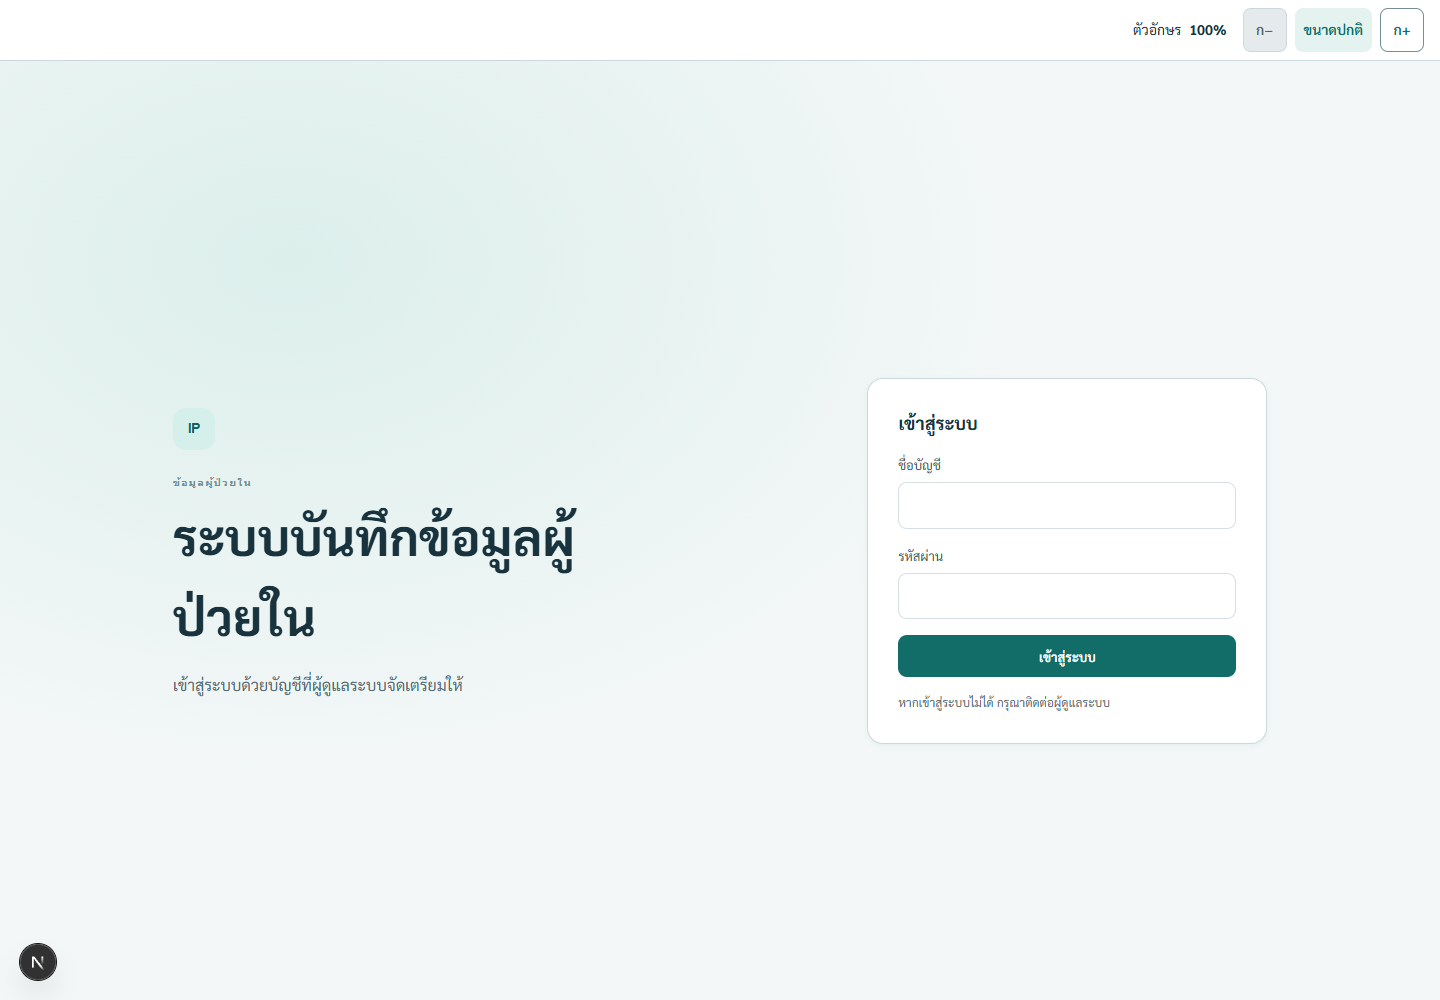 ตัวอักษร 100% ก− ขนาดปกติ ก+
IP
ข้อมูลผู้ป่วยใน
ระบบบันทึกข้อมูลผู้
ป่วยใน
เข้าสู่ระบบด้วยบัญชีที่ผู้ดูแลระบบจัดเตรียมให้
เข้าสู่ระบบ
ชื่อบัญชี
รหัสผ่าน
เข้าสู่ระบบ
หากเข้าสู่ระบบไม่ได้ กรุณาติดต่อผู้ดูแลระบบ
N